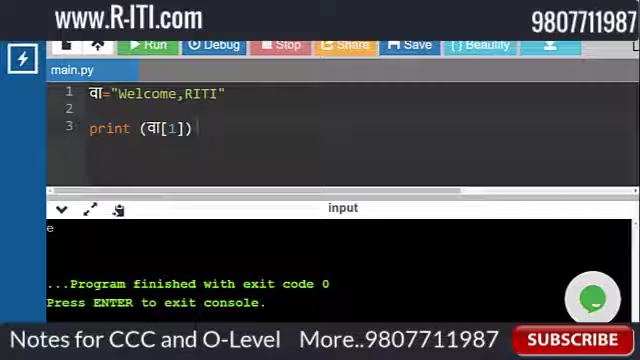 www.R-ITI.com 9807711987
Run Debug Stop Share Save { } Beautify
main.py
1 वा="Welcome,RITI"
2
3 print (वा[1])
input
e
...Program finished with exit code 0
Press ENTER to exit console.
Notes for CCC and O-Level More..9807711987 SUBSCRIBE